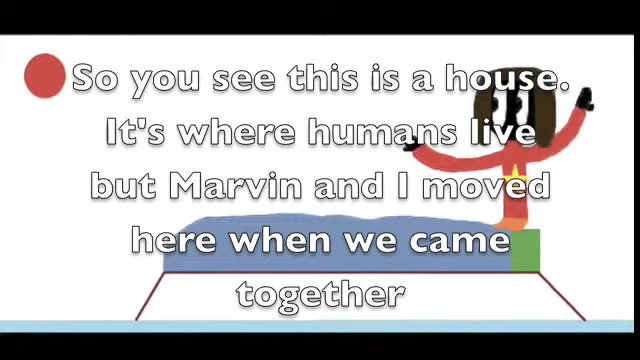 So you see this is a house.
It's where humans live
but Marvin and I moved
here when we came
together